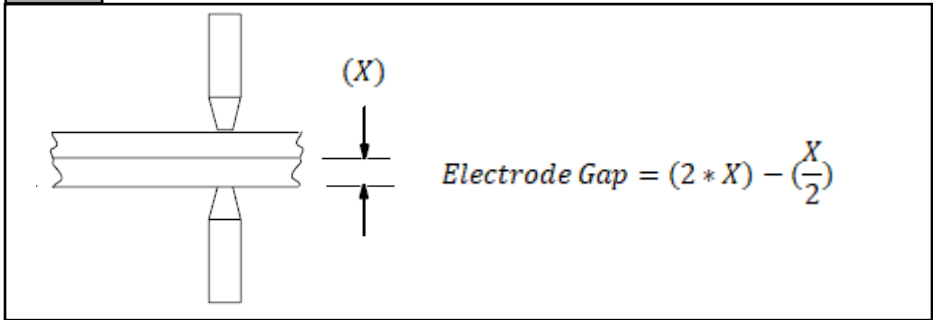 (X)
Electrode Gap = (2 * X) − (X/2)